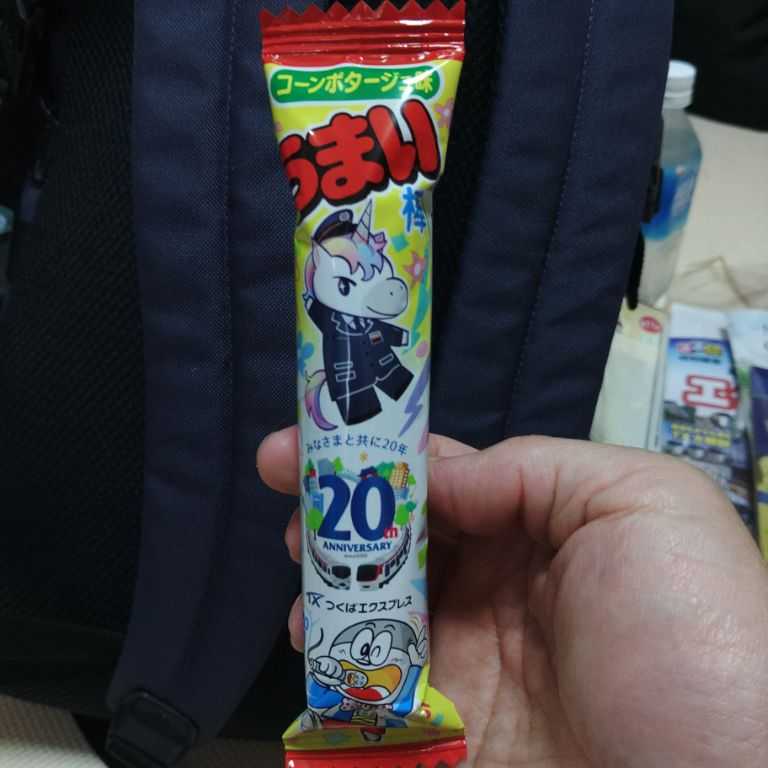 コーンポタージュ味
うまい
棒
みなさまと共に20年
20th
ANNIVERSARY
TX つくばエクスプレス